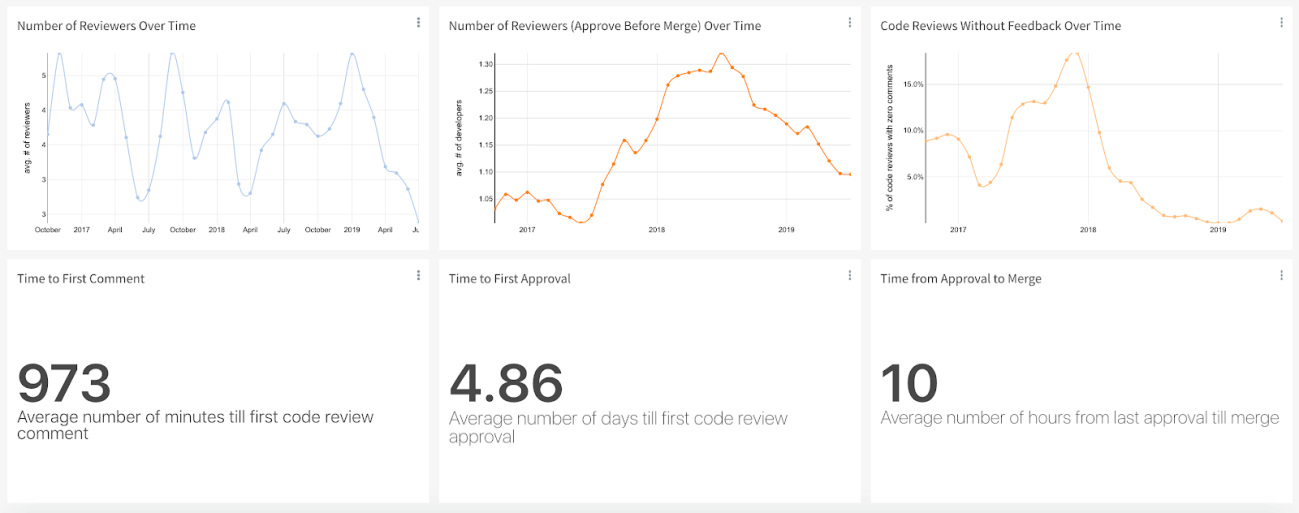 Number of Reviewers Over Time
avg. # of reviewers
5
4
4
3
3
October 2017 April July October 2018 April July October 2019 April Ju
Number of Reviewers (Approve Before Merge) Over Time
avg. # of developers
1.30
1.25
1.20
1.15
1.10
1.05
2017 2018 2019
Code Reviews Without Feedback Over Time
% of code reviews with zero comments
15.0%
10.0%
5.0%
2017 2018 2019
Time to First Comment
973
Average number of minutes till first code review
comment
Time to First Approval
4.86
Average number of days till first code review
approval
Time from Approval to Merge
10
Average number of hours from last approval till merge